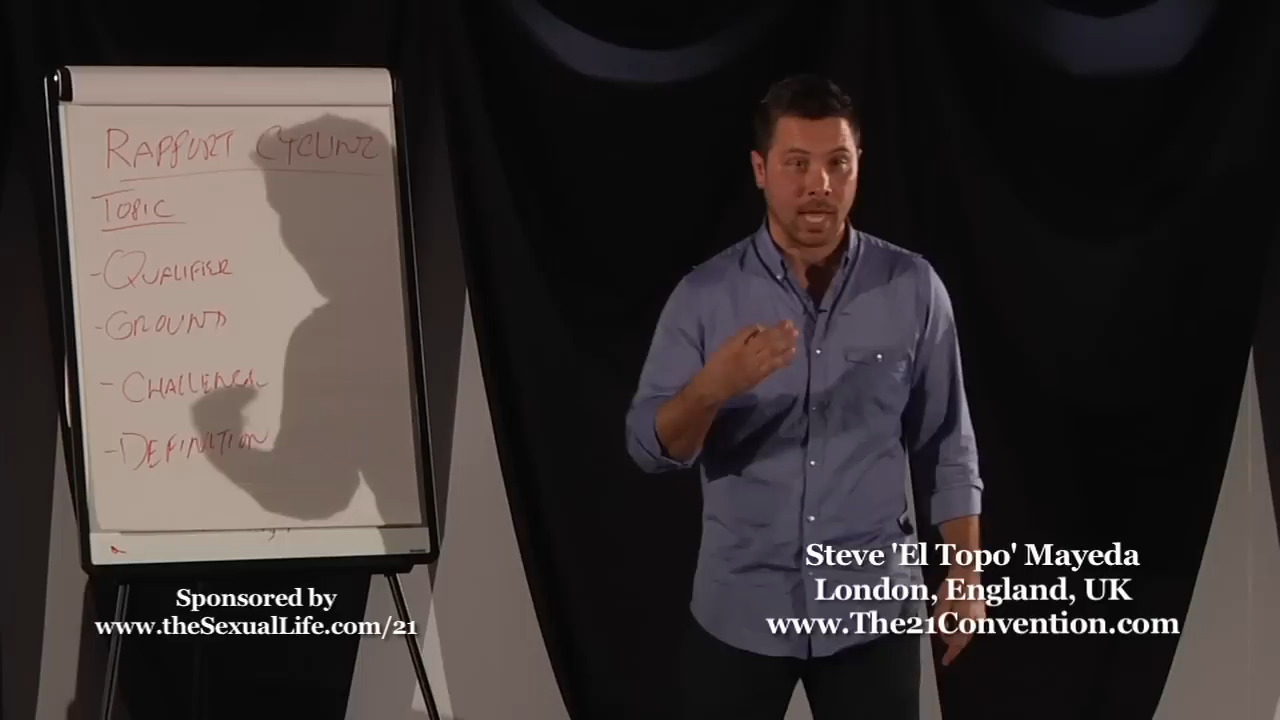 RAPPORT CYCLING
TOPIC
- QUALIFIER
- GROUND
- CHALLENGE
- DEFINITION
Sponsored by
www.theSexualLife.com/21
Steve 'El Topo' Mayeda
London, England, UK
www.The21Convention.com